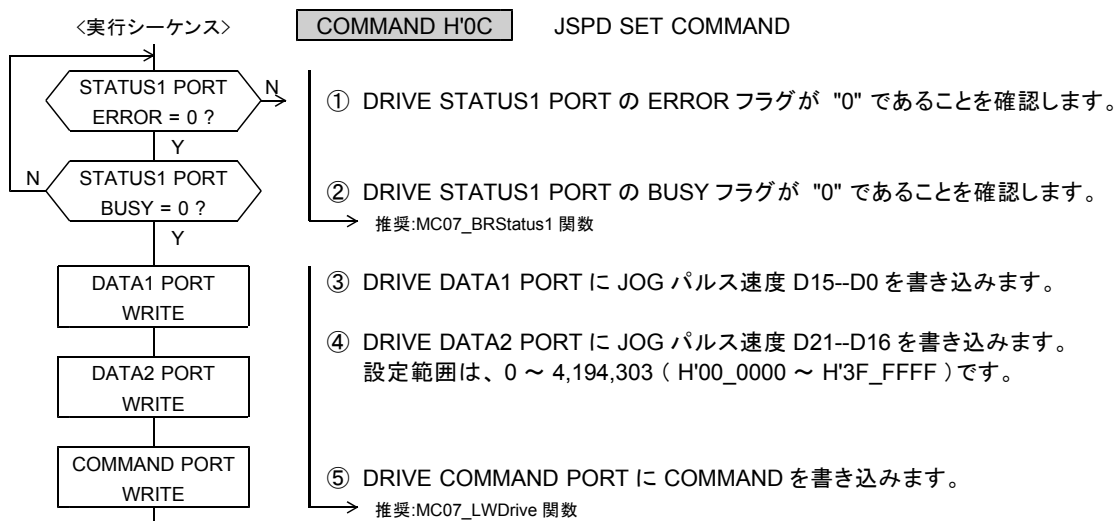 <実行シーケンス>
COMMAND H'0C JSPD SET COMMAND
STATUS1 PORT
ERROR = 0 ?
N
Y
① DRIVE STATUS1 PORT の ERROR フラグが "0" であることを確認します。
N
STATUS1 PORT
BUSY = 0 ?
Y
② DRIVE STATUS1 PORT の BUSY フラグが "0" であることを確認します。
推奨:MC07_BRStatus1 関数
DATA1 PORT
WRITE
③ DRIVE DATA1 PORT に JOG パルス速度 D15--D0 を書き込みます。
DATA2 PORT
WRITE
④ DRIVE DATA2 PORT に JOG パルス速度 D21--D16 を書き込みます。
設定範囲は、0 ～ 4,194,303 ( H'00_0000 ～ H'3F_FFFF )です。
COMMAND PORT
WRITE
⑤ DRIVE COMMAND PORT に COMMAND を書き込みます。
推奨:MC07_LWDrive 関数